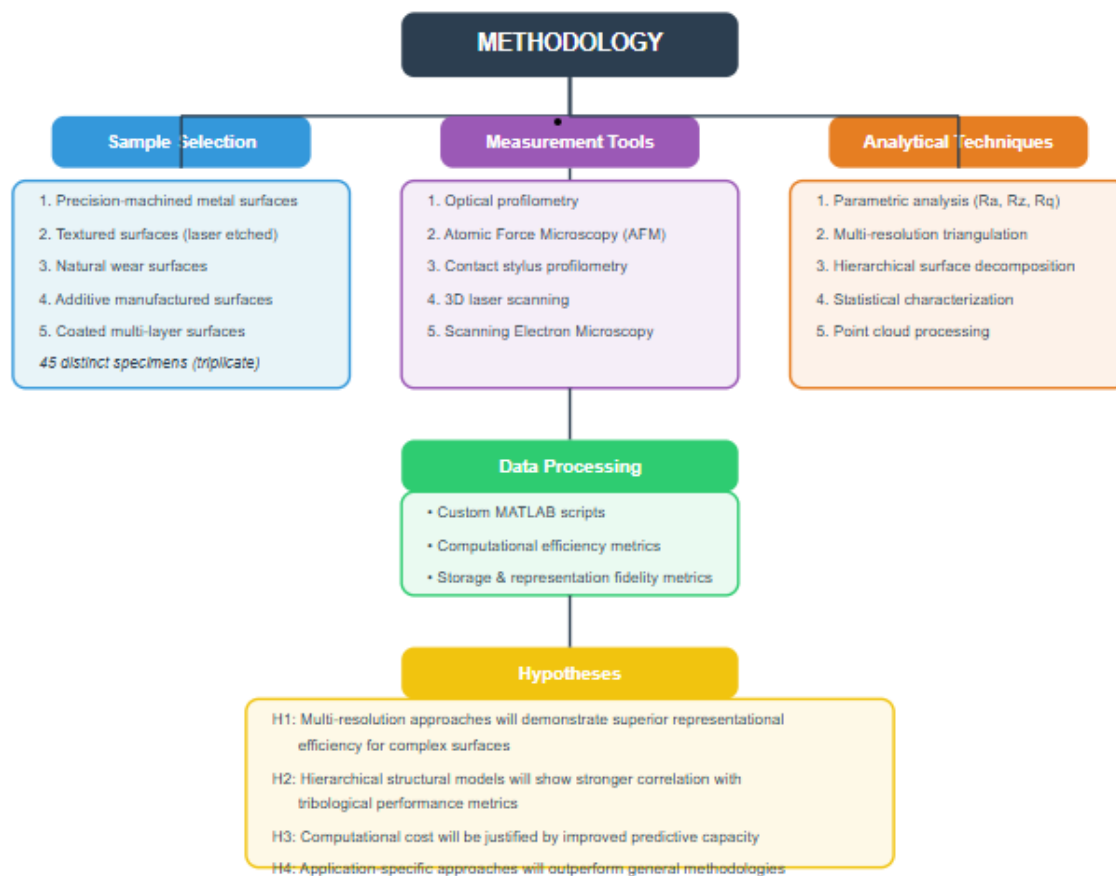 METHODOLOGY
Sample Selection
1. Precision-machined metal surfaces
2. Textured surfaces (laser etched)
3. Natural wear surfaces
4. Additive manufactured surfaces
5. Coated multi-layer surfaces
45 distinct specimens (triplicate)
Measurement Tools
1. Optical profilometry
2. Atomic Force Microscopy (AFM)
3. Contact stylus profilometry
4. 3D laser scanning
5. Scanning Electron Microscopy
Analytical Techniques
1. Parametric analysis (Ra, Rz, Rq)
2. Multi-resolution triangulation
3. Hierarchical surface decomposition
4. Statistical characterization
5. Point cloud processing
Data Processing
• Custom MATLAB scripts
• Computational efficiency metrics
• Storage & representation fidelity metrics
Hypotheses
H1: Multi-resolution approaches will demonstrate superior representational
efficiency for complex surfaces
H2: Hierarchical structural models will show stronger correlation with
tribological performance metrics
H3: Computational cost will be justified by improved predictive capacity
H4: Application-specific approaches will outperform general methodologies